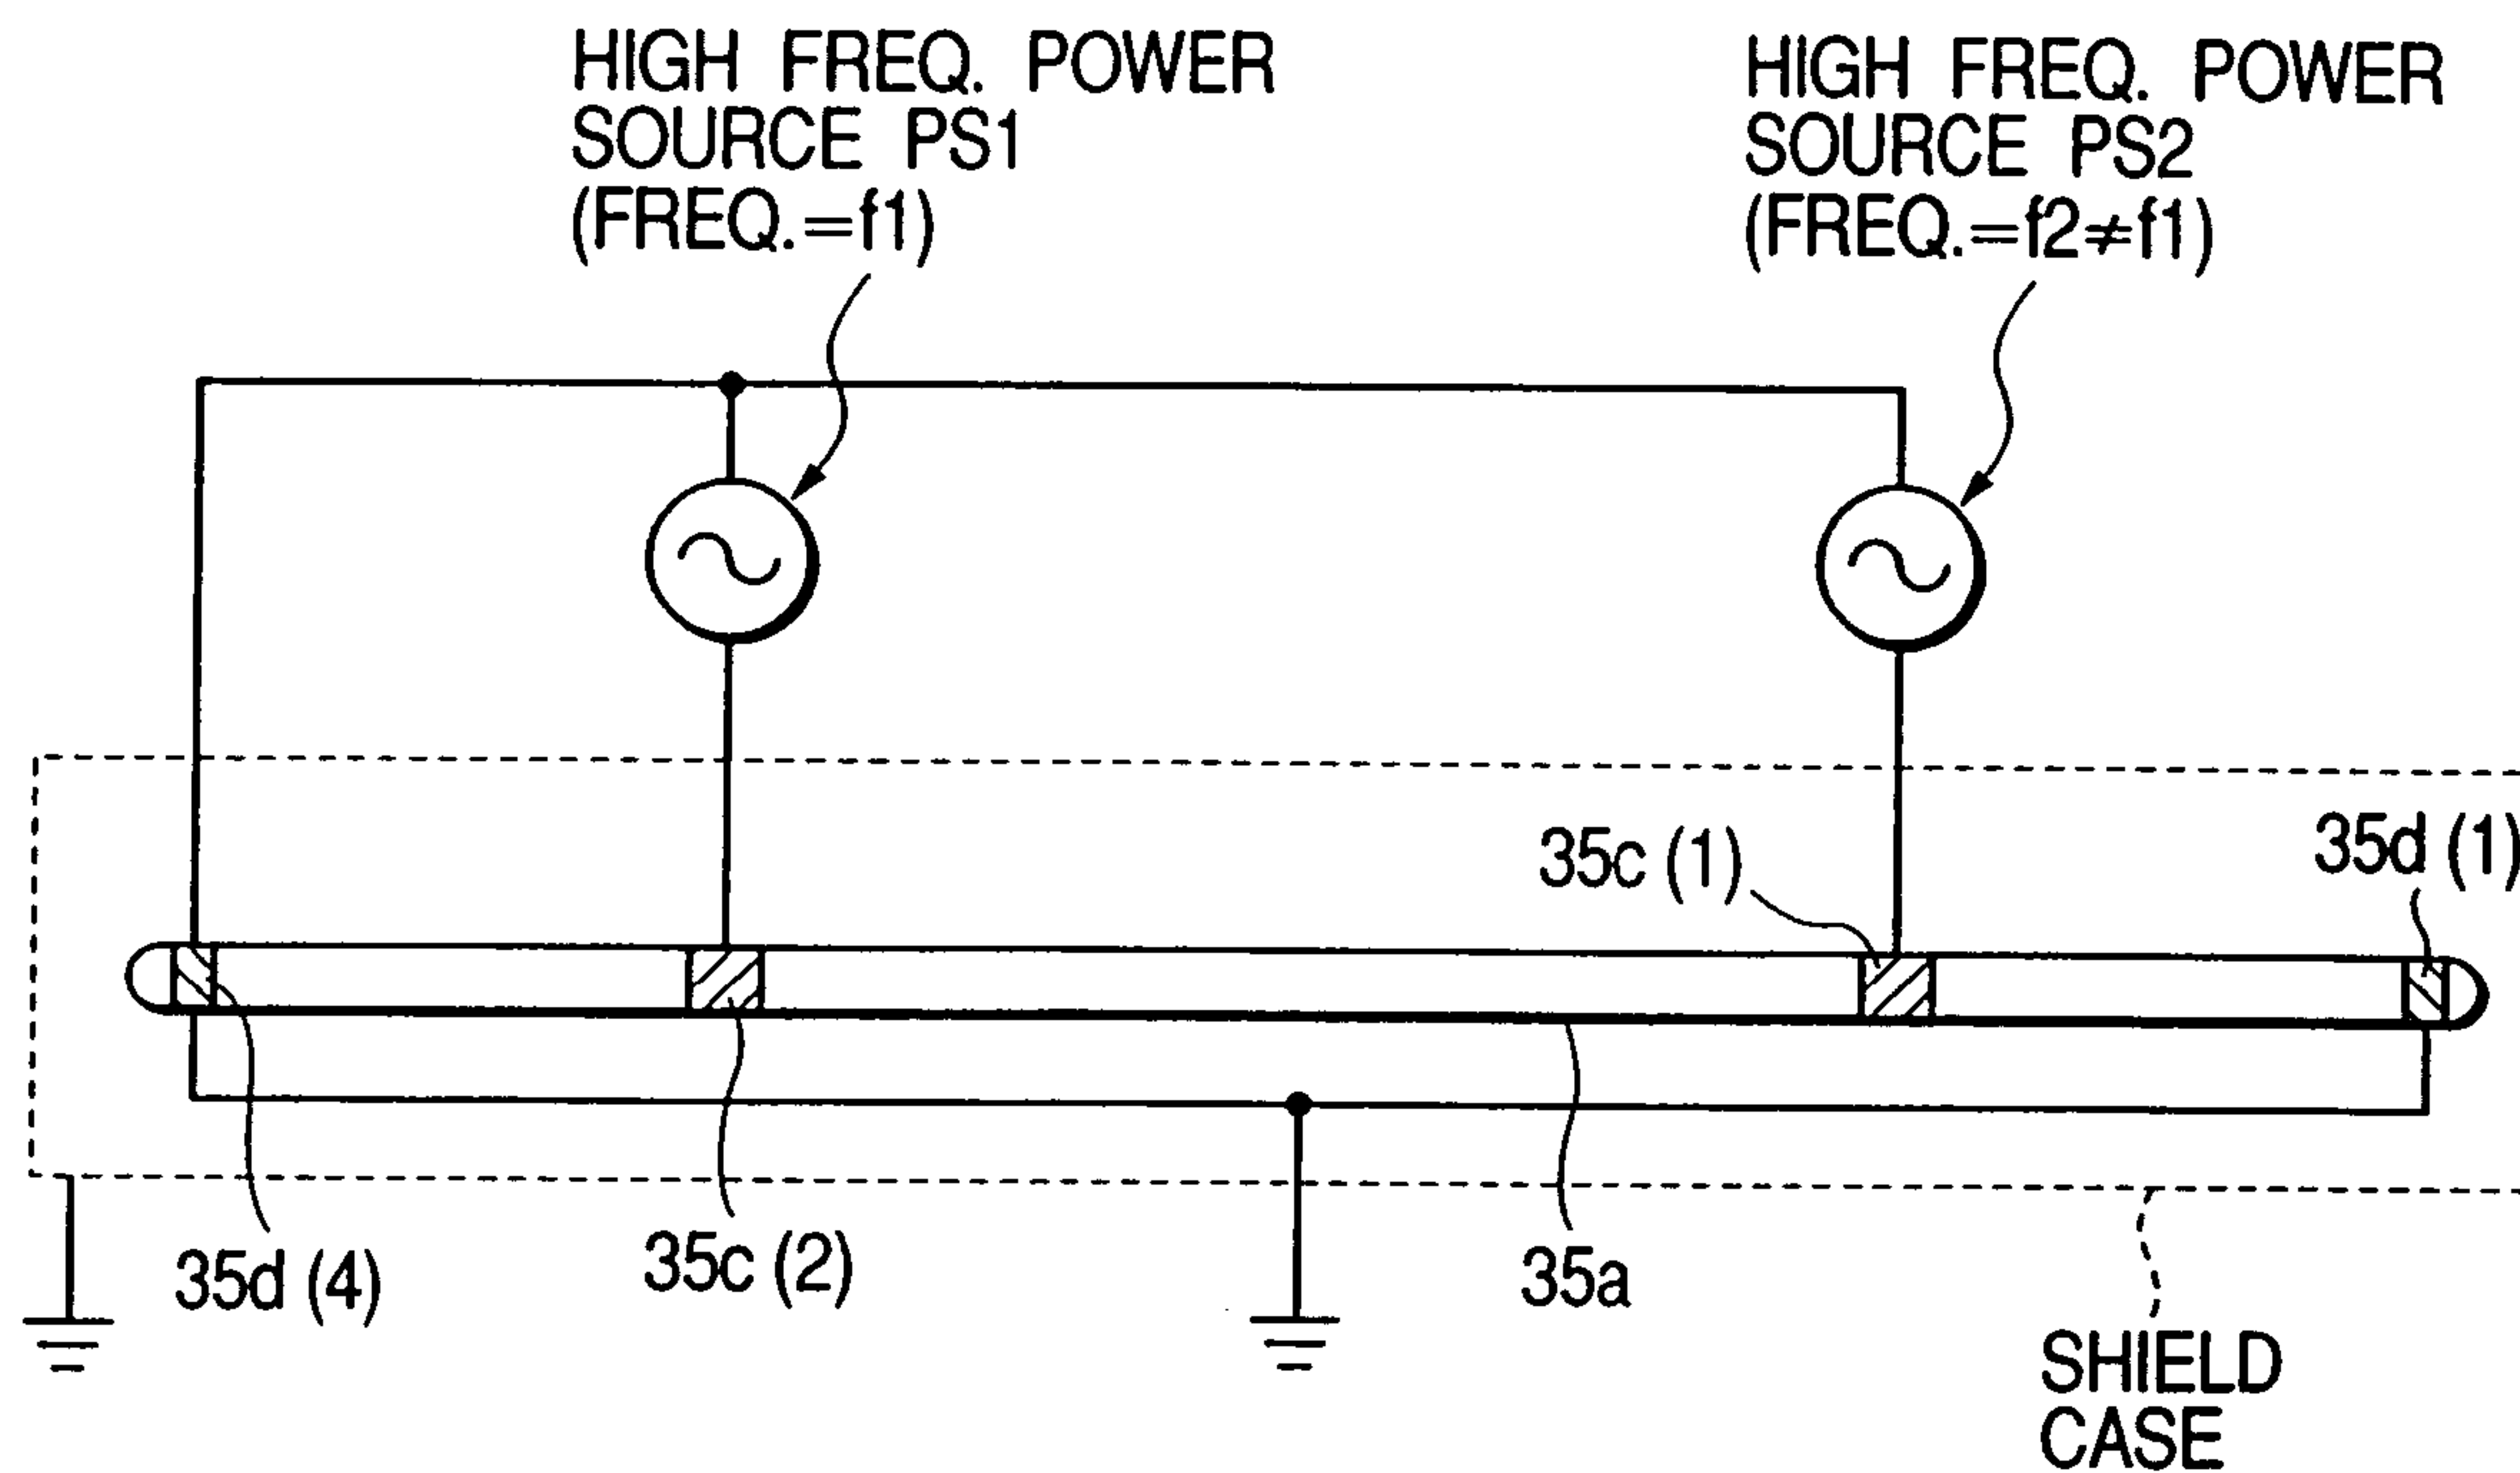 HIGH FREQ. POWER
SOURCE PS1
(FREQ.=f1)
HIGH FREQ. POWER
SOURCE PS2
(FREQ.=f2≠f1)
35c (1)
35d (1)
35d (4)
35c (2)
35a
SHIELD
CASE